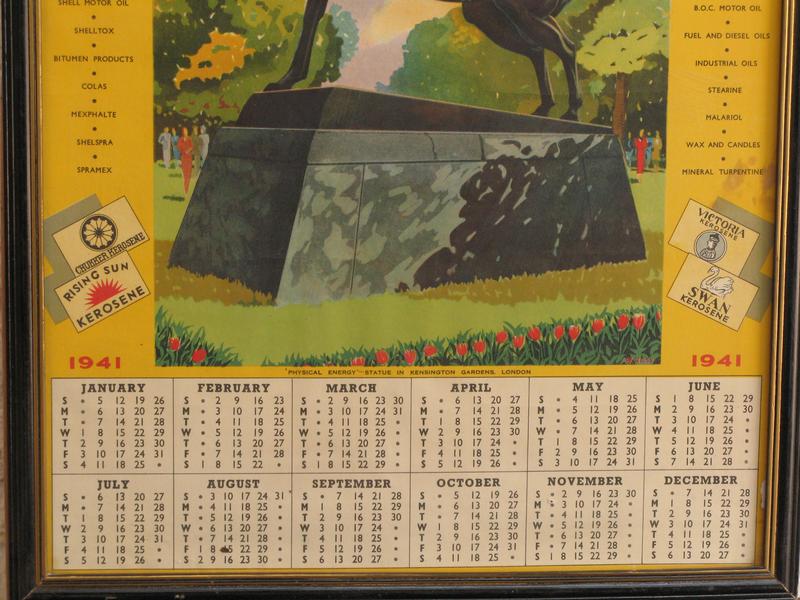 SHELL MOTOR OIL
SHELLTOX
BITUMEN PRODUCTS
COLAS
MEXPHALTE
SHELSPRA
SPRAMEX
B.O.C. MOTOR OIL
FUEL AND DIESEL OILS
INDUSTRIAL OILS
STEARINE
MALARIOL
WAX AND CANDLES
MINERAL TURPENTINE
CHUKKER KEROSENE
RISING SUN
KEROSENE
VICTORIA
KEROSENE
SWAN
KEROSENE
1941
1941
"PHYSICAL ENERGY"—STATUE IN KENSINGTON GARDENS, LONDON
JANUARY
S • 5 12 19 26
M • 6 13 20 27
T • 7 14 21 28
W 1 8 15 22 29
T 2 9 16 23 30
F 3 10 17 24 31
S 4 11 18 25 •
FEBRUARY
S • 2 9 16 23
M • 3 10 17 24
T • 4 11 18 25
W • 5 12 19 26
T • 6 13 20 27
F • 7 14 21 28
S 1 8 15 22 •
MARCH
S • 2 9 16 23 30
M • 3 10 17 24 31
T • 4 11 18 25 •
W • 5 12 19 26 •
T • 6 13 20 27 •
F • 7 14 21 28 •
S 1 8 15 22 29 •
APRIL
S • 6 13 20 27
M • 7 14 21 28
T 1 8 15 22 29
W 2 9 16 23 30
T 3 10 17 24 •
F 4 11 18 25 •
S 5 12 19 26 •
MAY
S • 4 11 18 25
M • 5 12 19 26
T • 6 13 20 27
W • 7 14 21 28
T 1 8 15 22 29
F 2 9 16 23 30
S 3 10 17 24 31
JUNE
S 1 8 15 22 29
M 2 9 16 23 30
T 3 10 17 24 •
W 4 11 18 25 •
T 5 12 19 26 •
F 6 13 20 27 •
S 7 14 21 28 •
JULY
S • 6 13 20 27
M • 7 14 21 28
T 1 8 15 22 29
W 2 9 16 23 30
T 3 10 17 24 31
F 4 11 18 25 •
S 5 12 19 26 •
AUGUST
S • 3 10 17 24 31
M • 4 11 18 25 •
T • 5 12 19 26 •
W • 6 13 20 27 •
T • 7 14 21 28 •
F 1 8 15 22 29 •
S 2 9 16 23 30 •
SEPTEMBER
S • 7 14 21 28
M 1 8 15 22 29
T 2 9 16 23 30
W 3 10 17 24 •
T 4 11 18 25 •
F 5 12 19 26 •
S 6 13 20 27 •
OCTOBER
S • 5 12 19 26
M • 6 13 20 27
T • 7 14 21 28
W 1 8 15 22 29
T 2 9 16 23 30
F 3 10 17 24 31
S 4 11 18 25 •
NOVEMBER
S • 2 9 16 23 30
M • 3 10 17 24 •
T • 4 11 18 25 •
W • 5 12 19 26 •
T • 6 13 20 27 •
F • 7 14 21 28 •
S 1 8 15 22 29 •
DECEMBER
S • 7 14 21 28
M 1 8 15 22 29
T 2 9 16 23 30
W 3 10 17 24 31
T 4 11 18 25 •
F 5 12 19 26 •
S 6 13 20 27 •